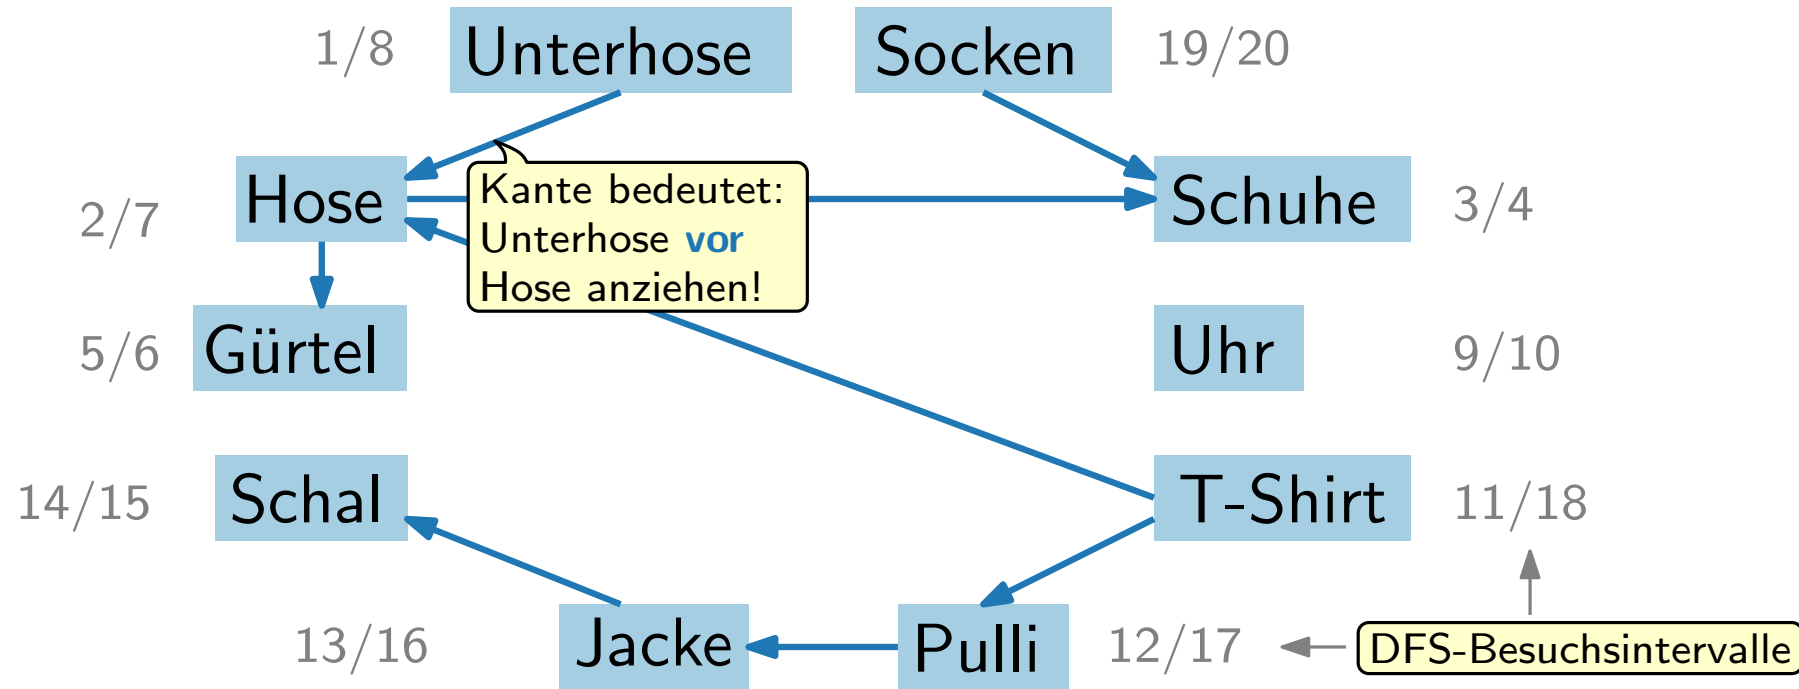 1/8 Unterhose Socken 19/20
2/7 Hose
Kante bedeutet:
Unterhose vor
Hose anziehen!
Schuhe 3/4
5/6 Gürtel Uhr 9/10
14/15 Schal T-Shirt 11/18
13/16 Jacke Pulli 12/17 DFS-Besuchsintervalle